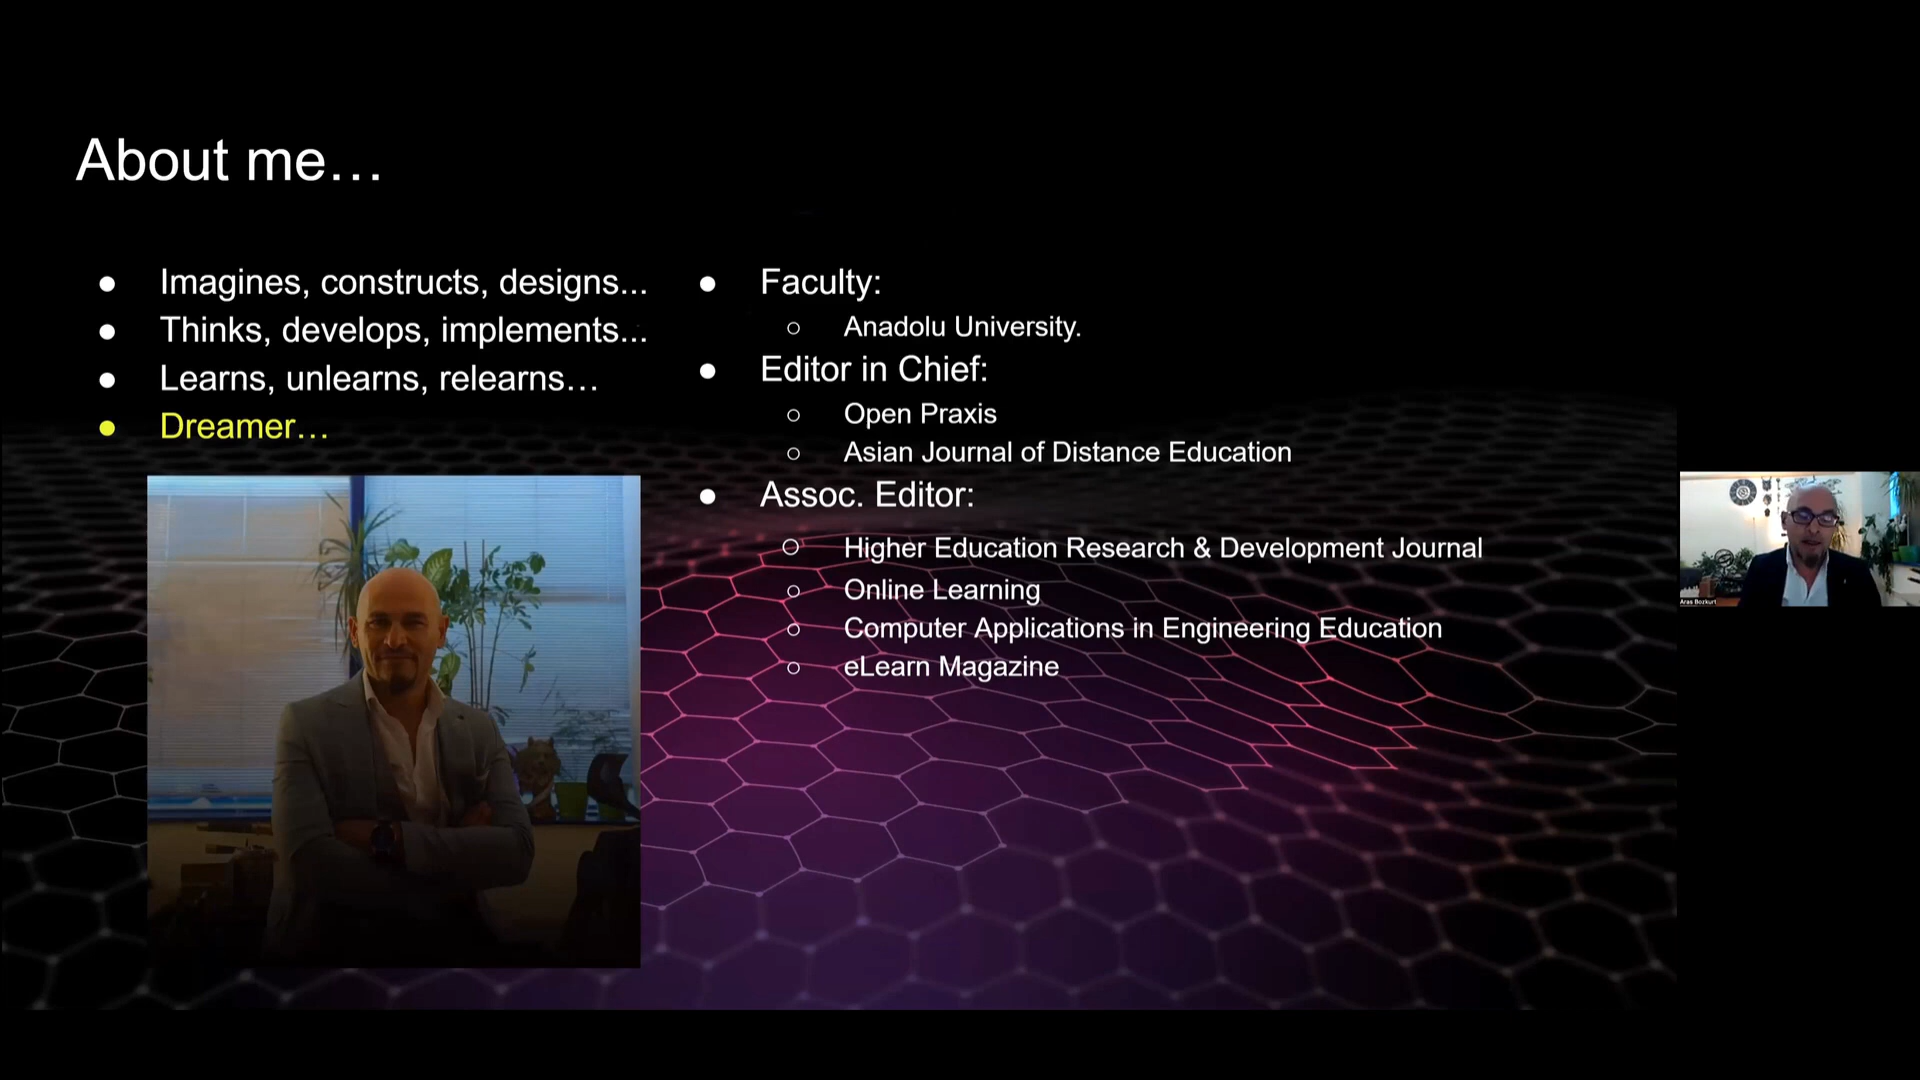 About me…
Imagines, constructs, designs...
Thinks, develops, implements...
Learns, unlearns, relearns…
Dreamer…
Faculty:
Anadolu University.
Editor in Chief:
Open Praxis
Asian Journal of Distance Education
Assoc. Editor:
Higher Education Research & Development Journal
Online Learning
Computer Applications in Engineering Education
eLearn Magazine
Aras Bozkurt